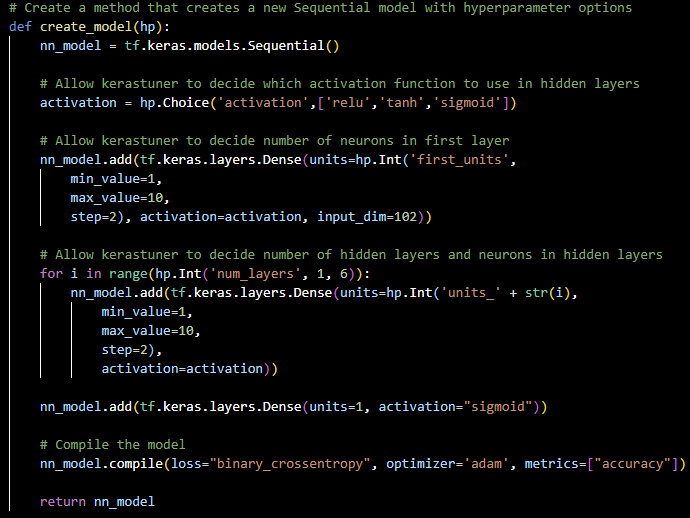 # Create a method that creates a new Sequential model with hyperparameter options
def create_model(hp):
    nn_model = tf.keras.models.Sequential()

    # Allow kerastuner to decide which activation function to use in hidden layers
    activation = hp.Choice('activation',['relu','tanh','sigmoid'])

    # Allow kerastuner to decide number of neurons in first layer
    nn_model.add(tf.keras.layers.Dense(units=hp.Int('first_units',
        min_value=1,
        max_value=10,
        step=2), activation=activation, input_dim=102))

    # Allow kerastuner to decide number of hidden layers and neurons in hidden layers
    for i in range(hp.Int('num_layers', 1, 6)):
        nn_model.add(tf.keras.layers.Dense(units=hp.Int('units_' + str(i),
            min_value=1,
            max_value=10,
            step=2),
            activation=activation))

    nn_model.add(tf.keras.layers.Dense(units=1, activation="sigmoid"))

    # Compile the model
    nn_model.compile(loss="binary_crossentropy", optimizer='adam', metrics=["accuracy"])

    return nn_model